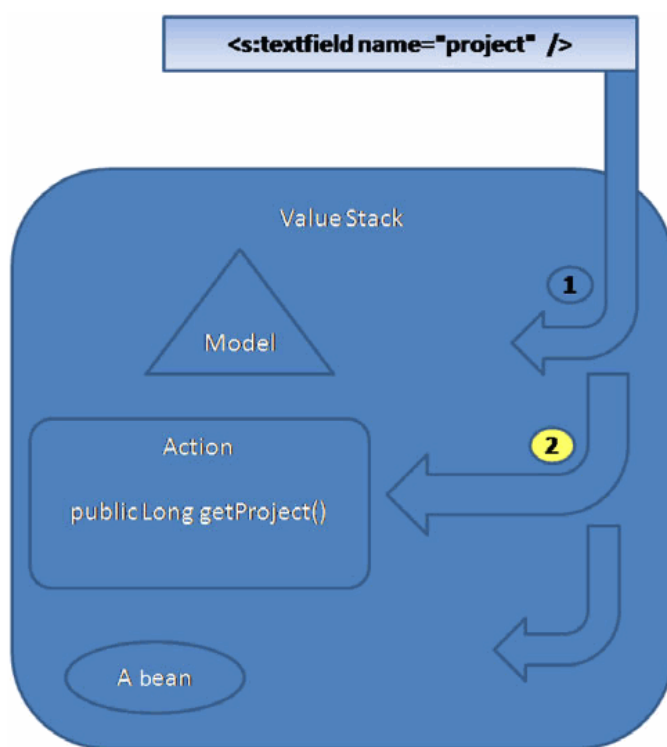 <s:textfield name="project" />
Value Stack
1
Model
2
Action
public Long getProject()
A bean